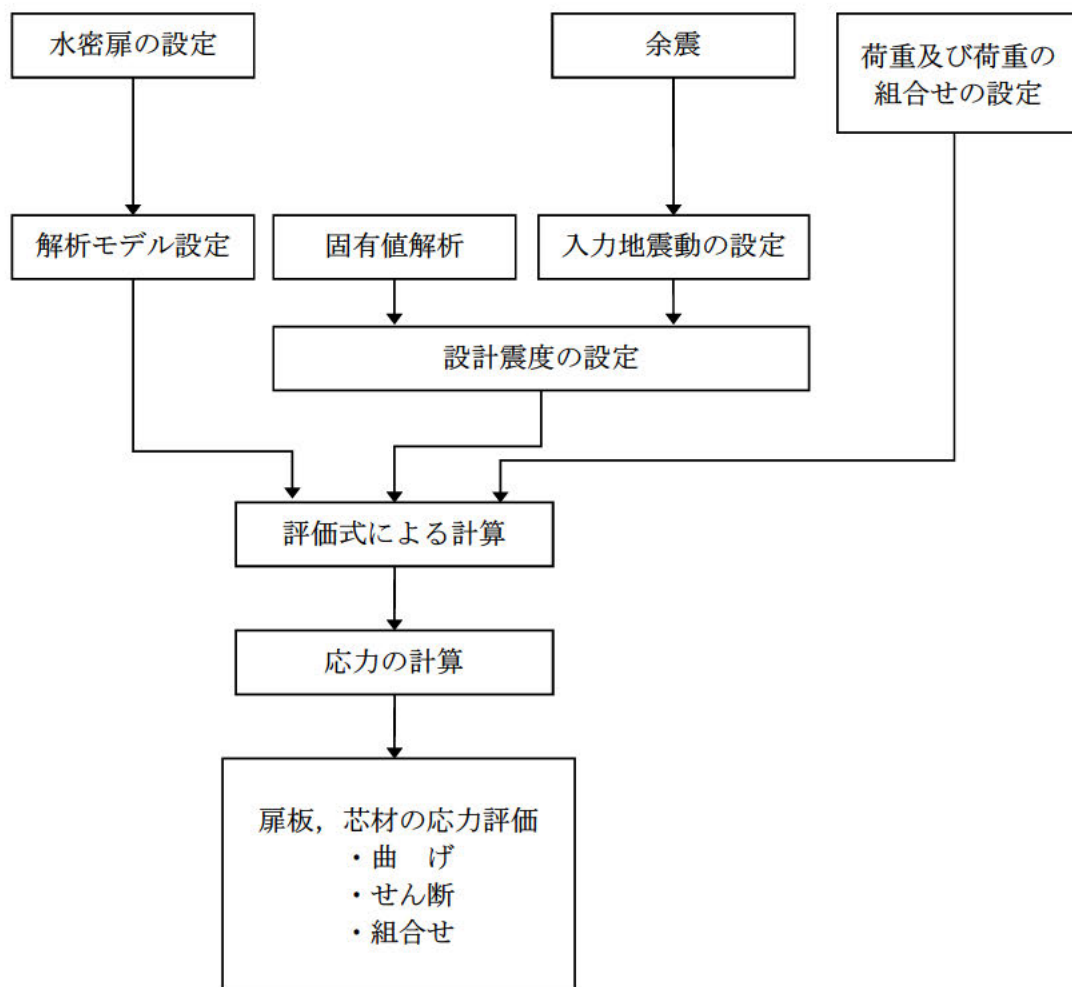 水密扉の設定
余震
荷重及び荷重の
組合せの設定
解析モデル設定
固有値解析
入力地震動の設定
設計震度の設定
評価式による計算
応力の計算
扉板，芯材の応力評価
・曲　げ
・せん断
・組合せ